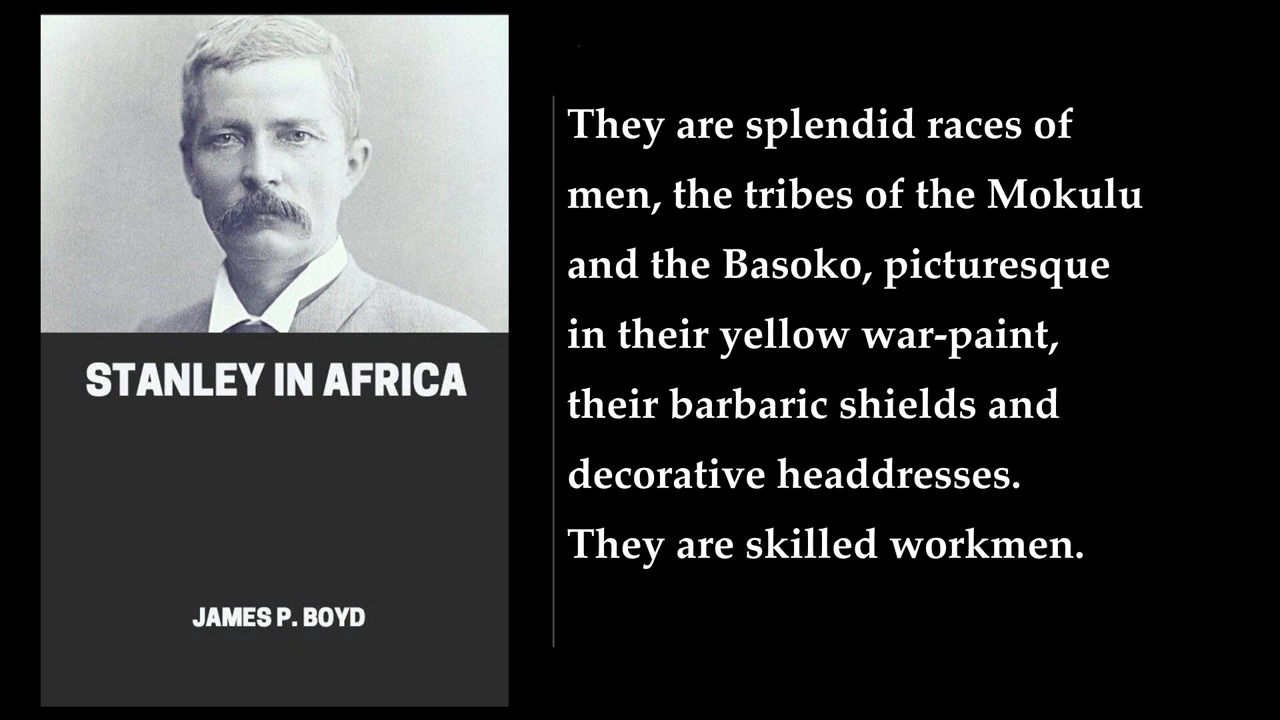 STANLEY IN AFRICA
JAMES P. BOYD
They are splendid races of
men, the tribes of the Mokulu
and the Basoko, picturesque
in their yellow war-paint,
their barbaric shields and
decorative headdresses.
They are skilled workmen.